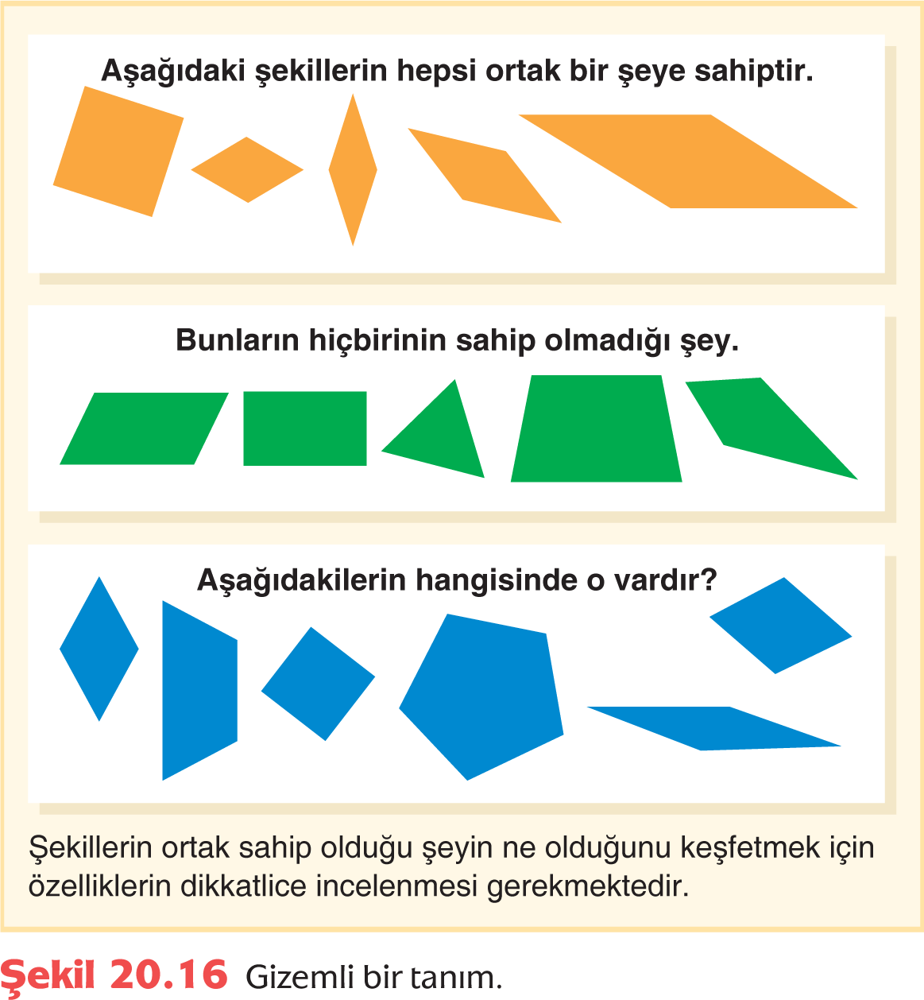 Aşağıdaki şekillerin hepsi ortak bir şeye sahiptir.
Bunların hiçbirinin sahip olmadığı şey.
Aşağıdakilerin hangisinde o vardır?
Şekillerin ortak sahip olduğu şeyin ne olduğunu keşfetmek için
özelliklerin dikkatlice incelenmesi gerekmektedir.
Şekil 20.16 Gizemli bir tanım.